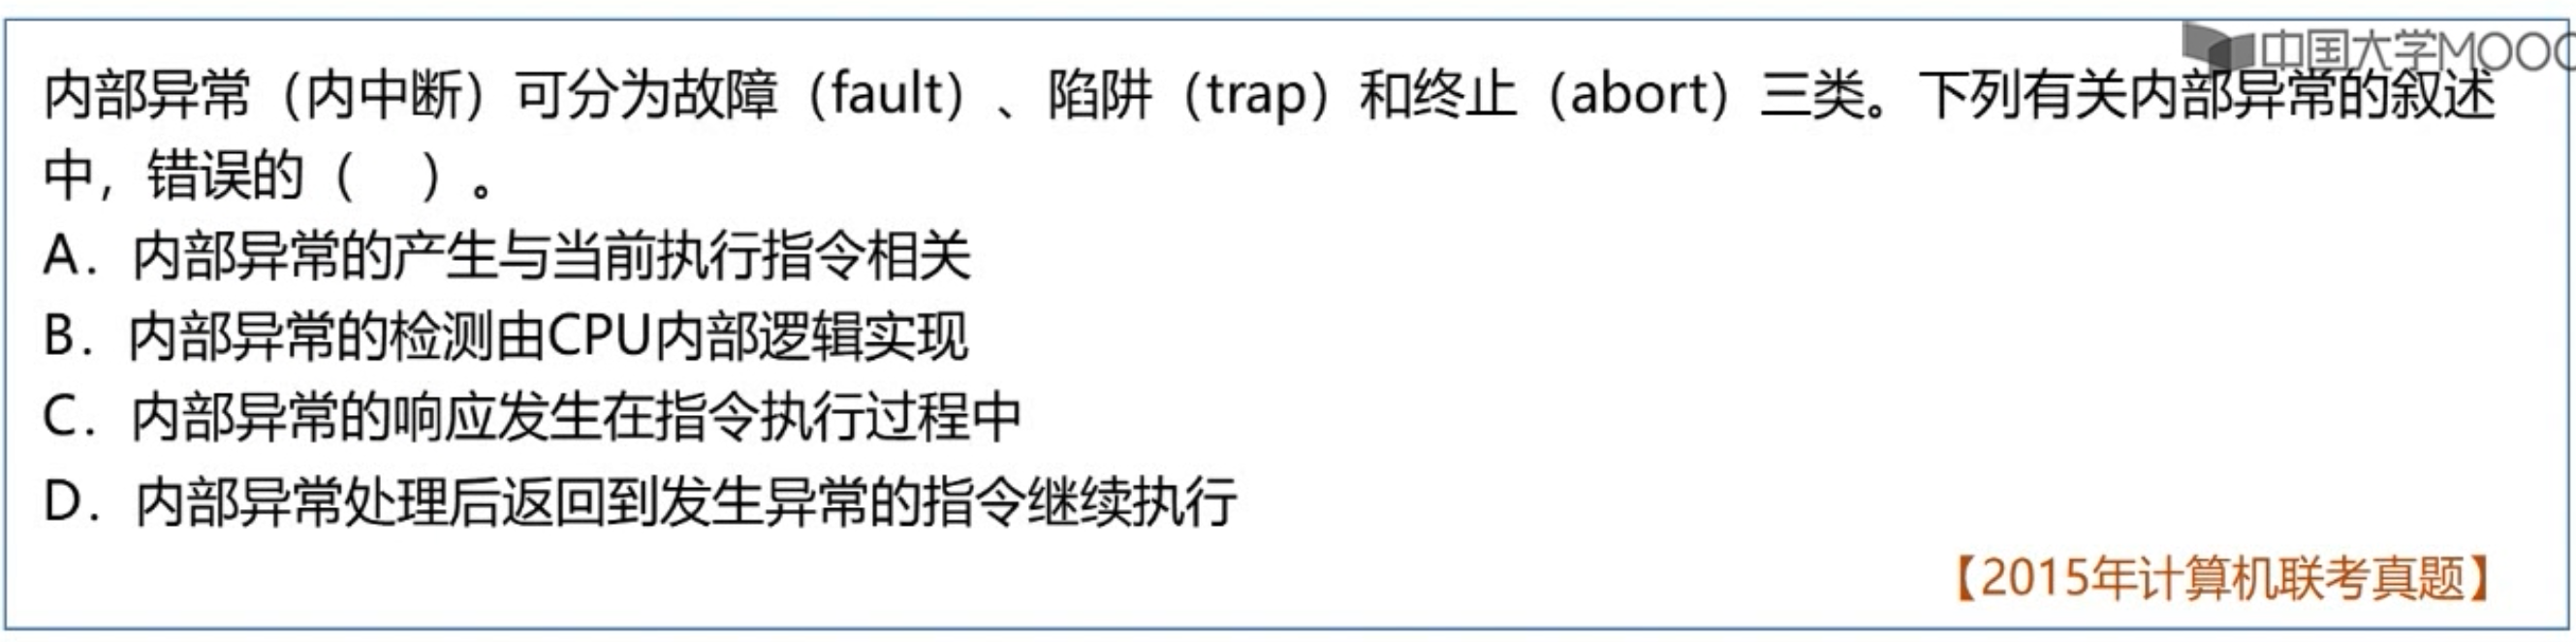 中国大学MOOC
内部异常（内中断）可分为故障（fault）、陷阱（trap）和终止（abort）三类。下列有关内部异常的叙述
中，错误的（ ）。
A. 内部异常的产生与当前执行指令相关
B. 内部异常的检测由CPU内部逻辑实现
C. 内部异常的响应发生在指令执行过程中
D. 内部异常处理后返回到发生异常的指令继续执行
【2015年计算机联考真题】